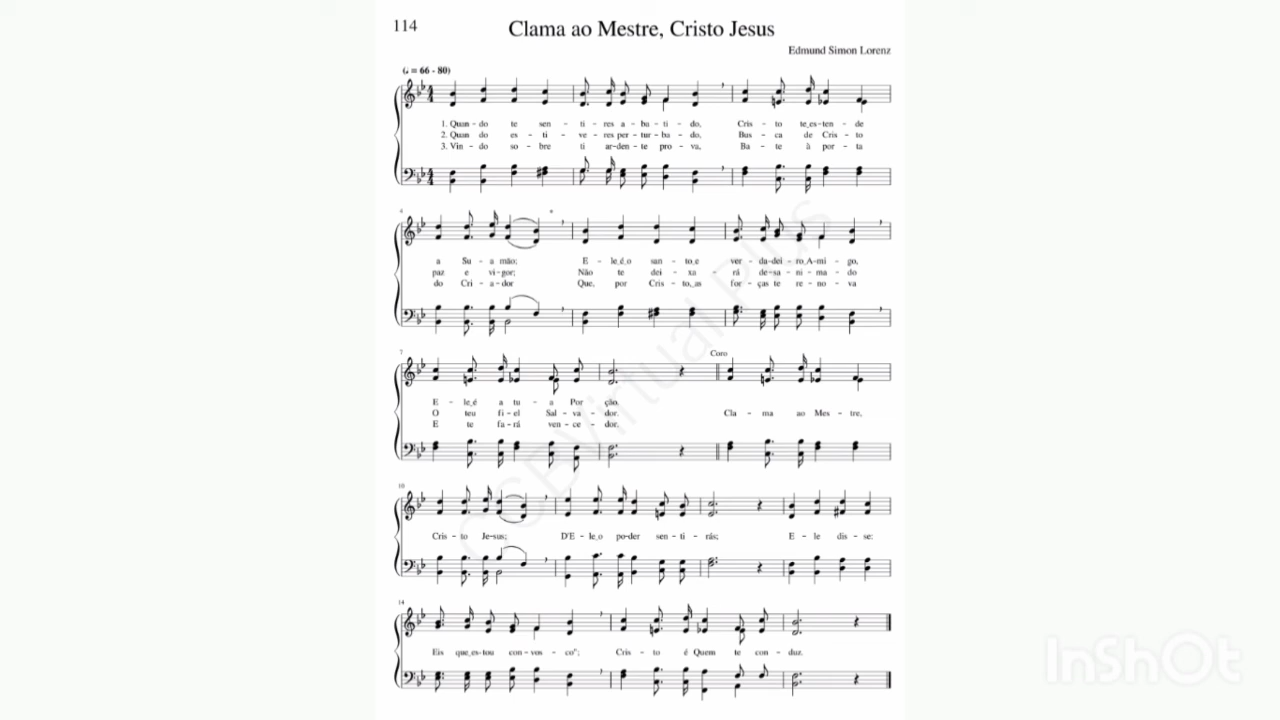 114
Clama ao Mestre, Cristo Jesus
Edmund Simon Lorenz
(♩ = 66 - 80)
1. Quan - do te sen - ti - res a - ba - ti - do, Cris - to te_es - ten - de
2. Quan do es - ti - ve - res per - tur - ba - do, Bus - ca de Cris - to
3. Vin - do so - bre ti ar - den - te pro - va, Ba - te à por - ta
4
a Su - a mão; E - le_é_o san - to_e ver - da - dei - ro_A - mi - go,
paz e vi - gor; Não te dei - xa - rá de - sa - ni - ma - do
do Cri - a - dor Que, por Cris - to,_as for - ças te re - no - va
7
Coro
E - le_é a tu - a Por ção.
O teu fi - el Sal - va - dor. Cla - ma ao Mes - tre,
E te fa - rá ven - ce - dor.
10
Cris - to Je - sus; D'E - le_o po - der sen - ti - rás; E - le dis - se:
14
Eis que_es - tou con - vos - co"; Cris - to é Quem te con - duz.
CSBVirtual Plus
InShOt